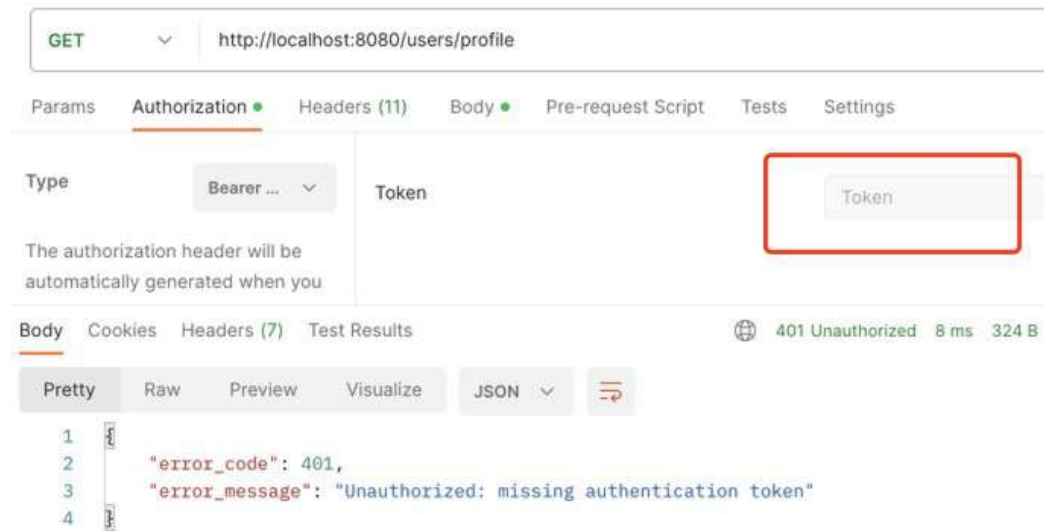 GET http://localhost:8080/users/profile
Params Authorization Headers (11) Body Pre-request Script Tests Settings
Type Bearer ... Token Token
The authorization header will be
automatically generated when you
Body Cookies Headers (7) Test Results 401 Unauthorized 8 ms 324 B
Pretty Raw Preview Visualize JSON
1 {
2 "error_code": 401,
3 "error_message": "Unauthorized: missing authentication token"
4 }